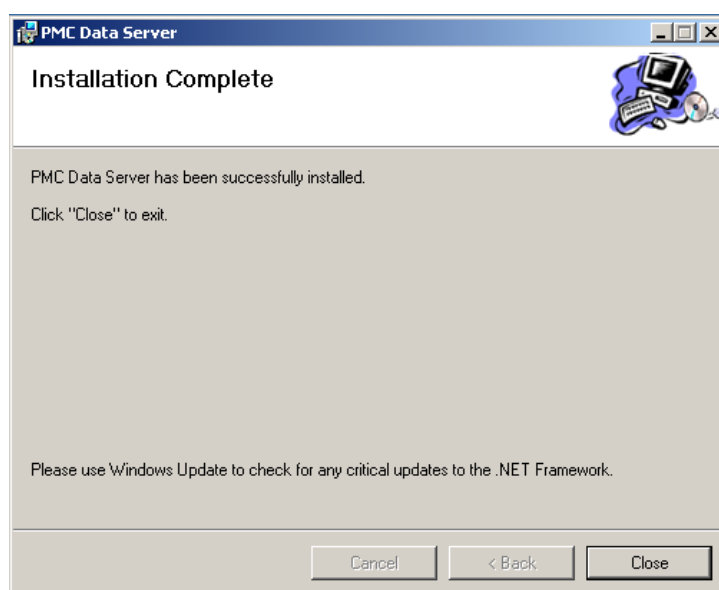 PMC Data Server
Installation Complete
PMC Data Server has been successfully installed.
Click "Close" to exit.
Please use Windows Update to check for any critical updates to the .NET Framework.
Cancel
< Back
Close